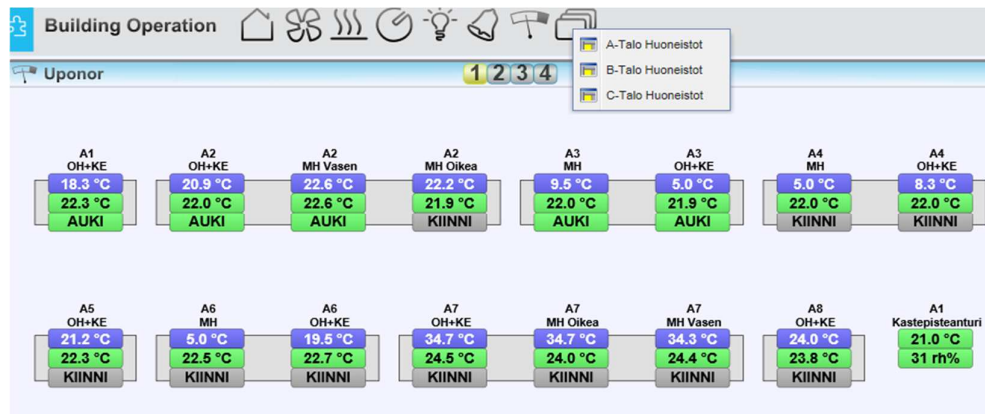 Building Operation
A-Talo Huoneistot
B-Talo Huoneistot
C-Talo Huoneistot
Uponor
1 2 3 4
A1 A2 A2 A2 A3 A3 A4 A4
OH+KE OH+KE MH Vasen MH Oikea MH OH+KE MH OH+KE
18.3 °C 20.9 °C 22.6 °C 22.2 °C 9.5 °C 5.0 °C 5.0 °C 8.3 °C
22.3 °C 22.0 °C 22.6 °C 21.9 °C 22.0 °C 21.9 °C 22.0 °C 22.0 °C
AUKI AUKI AUKI KIINNI AUKI AUKI KIINNI KIINNI
A5 A6 A6 A7 A7 A7 A8 A1
OH+KE MH OH+KE OH+KE MH Oikea MH Vasen OH+KE Kastepisteanturi
21.2 °C 5.0 °C 19.5 °C 34.7 °C 34.7 °C 34.3 °C 24.0 °C 21.0 °C
22.3 °C 22.5 °C 22.7 °C 24.5 °C 24.0 °C 24.4 °C 23.8 °C 31 rh%
KIINNI KIINNI KIINNI KIINNI KIINNI KIINNI KIINNI